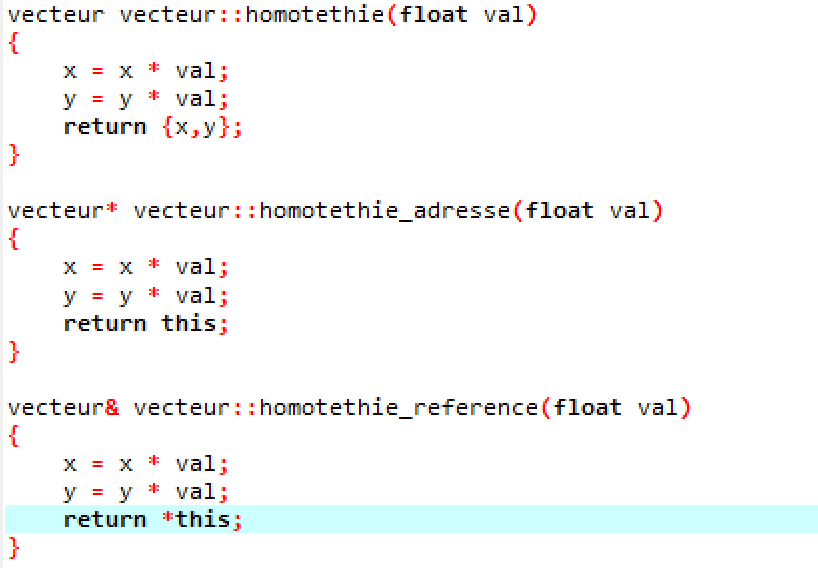 vecteur vecteur::homotethie(float val)
{
    x = x * val;
    y = y * val;
    return {x,y};
}

vecteur* vecteur::homotethie_adresse(float val)
{
    x = x * val;
    y = y * val;
    return this;
}

vecteur& vecteur::homotethie_reference(float val)
{
    x = x * val;
    y = y * val;
    return *this;
}